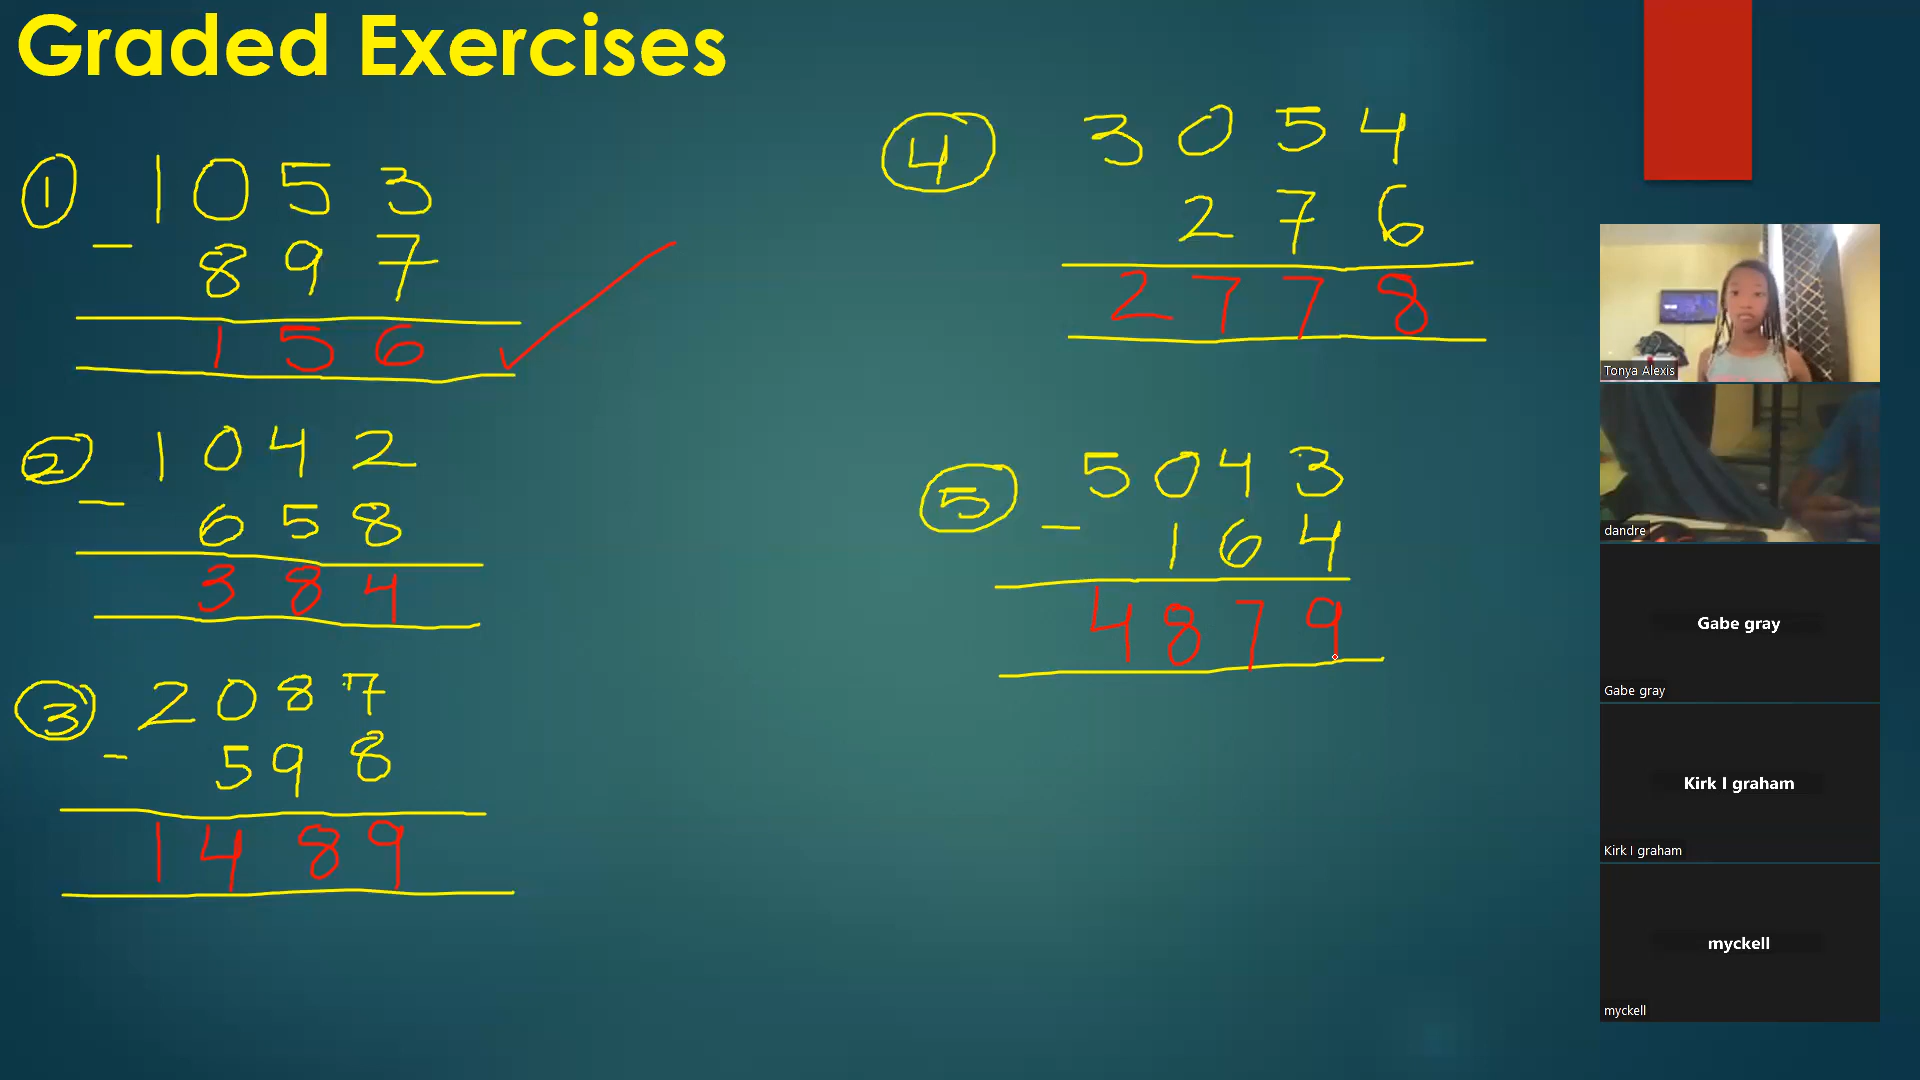 Graded Exercises
① 1053
- 897
156
② 1042
- 658
384
③ 2087
- 598
1489
④ 3054
276
2778
⑤ 5043
- 164
4879
Tonya Alexis
dandre
Gabe gray
Gabe gray
Kirk I graham
Kirk I graham
myckell
myckell